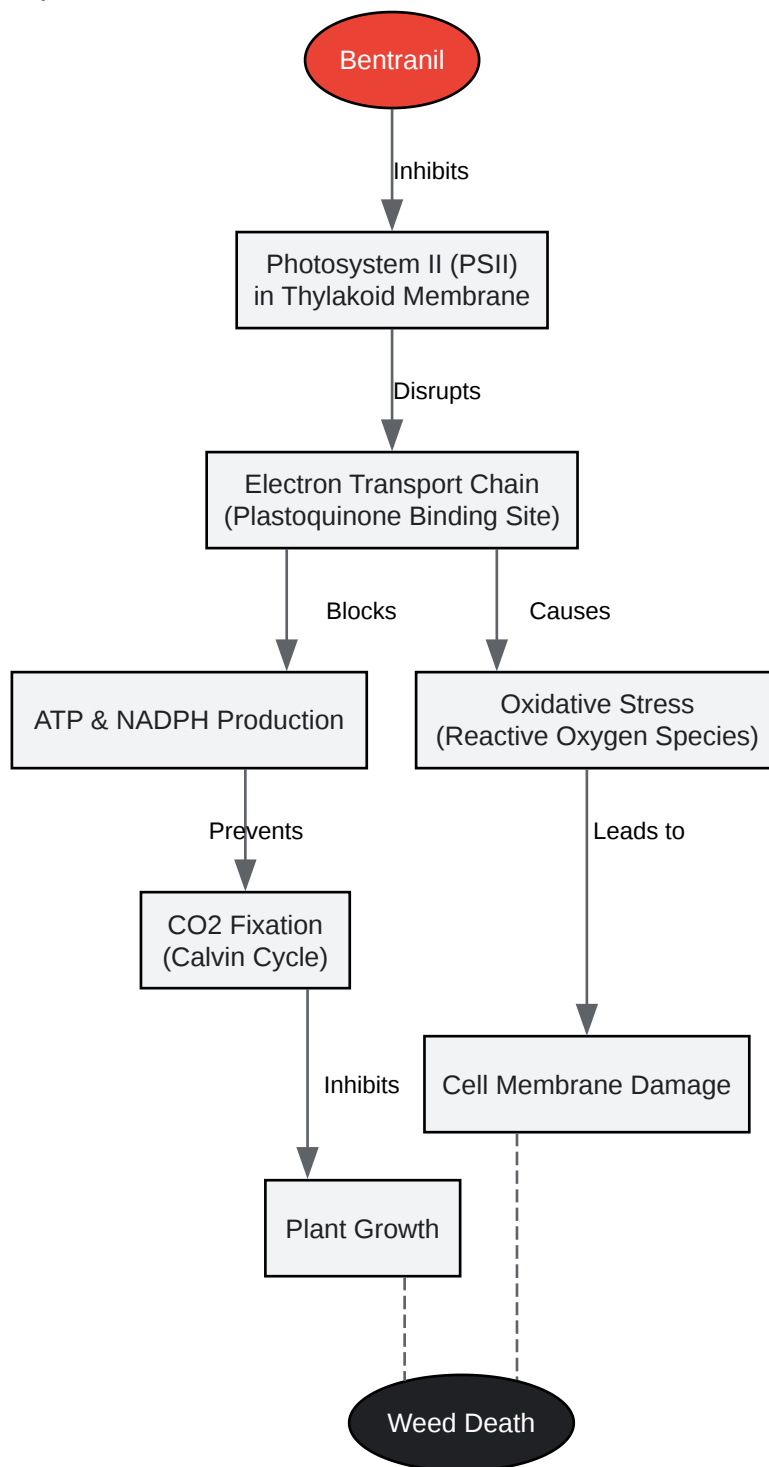 Bentranil
Inhibits
Photosystem II (PSII)
in Thylakoid Membrane
Disrupts
Electron Transport Chain
(Plastoquinone Binding Site)
Blocks
Causes
ATP & NADPH Production
Oxidative Stress
(Reactive Oxygen Species)
Prevents
Leads to
CO2 Fixation
(Calvin Cycle)
Inhibits
Cell Membrane Damage
Plant Growth
Weed Death